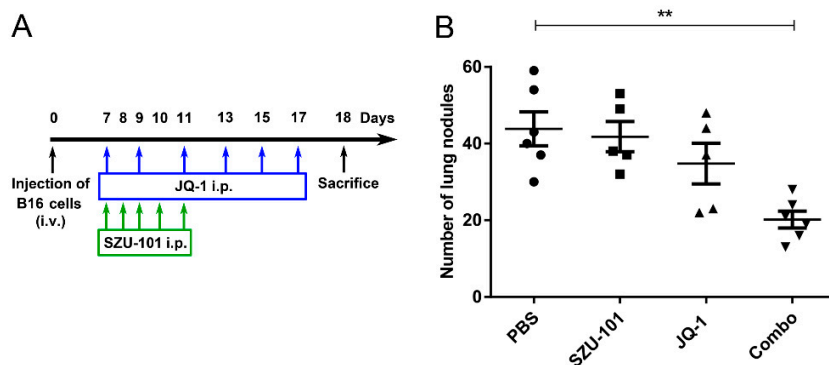 A
0 7 8 9 10 11 13 15 17 18 Days
Injection of
B16 cells
(i.v.)
JQ-1 i.p.
Sacrifice
SZU-101 i.p.
B
**
Number of lung nodules
60
40
20
0
PBS
SZU-101
JQ-1
Combo